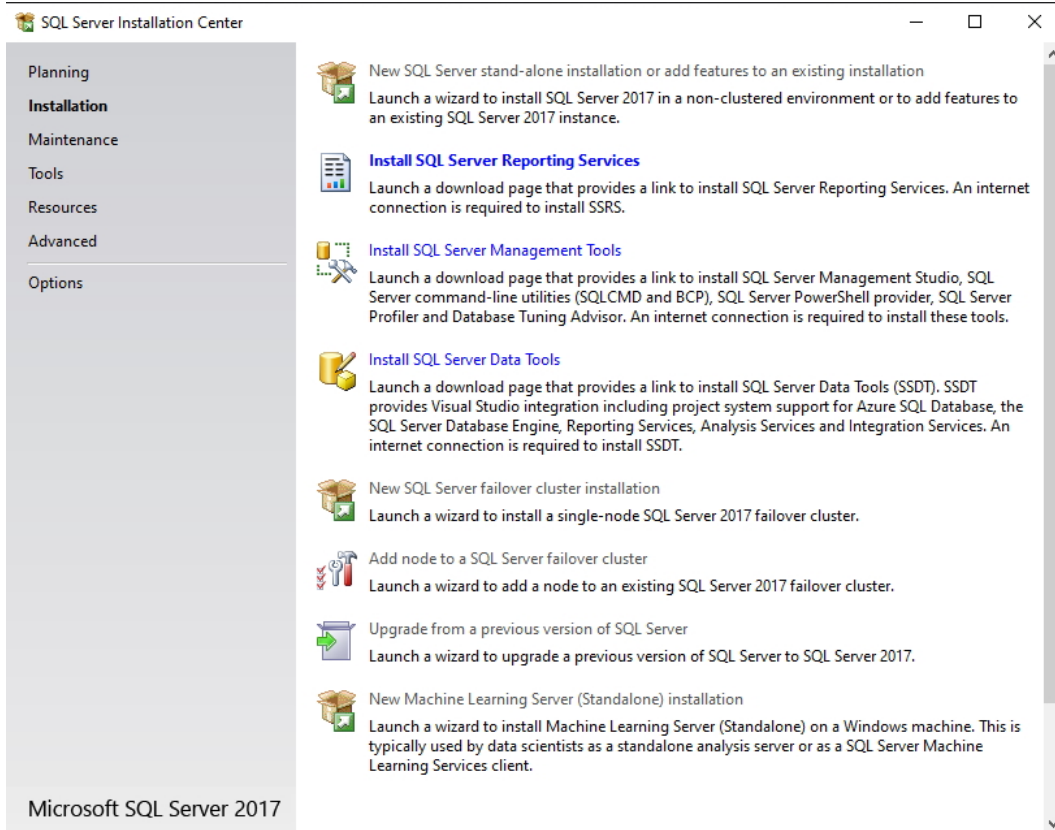 SQL Server Installation Center
Planning
Installation
Maintenance
Tools
Resources
Advanced
Options
Microsoft SQL Server 2017
New SQL Server stand-alone installation or add features to an existing installation
Launch a wizard to install SQL Server 2017 in a non-clustered environment or to add features to
an existing SQL Server 2017 instance.
Install SQL Server Reporting Services
Launch a download page that provides a link to install SQL Server Reporting Services. An internet
connection is required to install SSRS.
Install SQL Server Management Tools
Launch a download page that provides a link to install SQL Server Management Studio, SQL
Server command-line utilities (SQLCMD and BCP), SQL Server PowerShell provider, SQL Server
Profiler and Database Tuning Advisor. An internet connection is required to install these tools.
Install SQL Server Data Tools
Launch a download page that provides a link to install SQL Server Data Tools (SSDT). SSDT
provides Visual Studio integration including project system support for Azure SQL Database, the
SQL Server Database Engine, Reporting Services, Analysis Services and Integration Services. An
internet connection is required to install SSDT.
New SQL Server failover cluster installation
Launch a wizard to install a single-node SQL Server 2017 failover cluster.
Add node to a SQL Server failover cluster
Launch a wizard to add a node to an existing SQL Server 2017 failover cluster.
Upgrade from a previous version of SQL Server
Launch a wizard to upgrade a previous version of SQL Server to SQL Server 2017.
New Machine Learning Server (Standalone) installation
Launch a wizard to install Machine Learning Server (Standalone) on a Windows machine. This is
typically used by data scientists as a standalone analysis server or as a SQL Server Machine
Learning Services client.